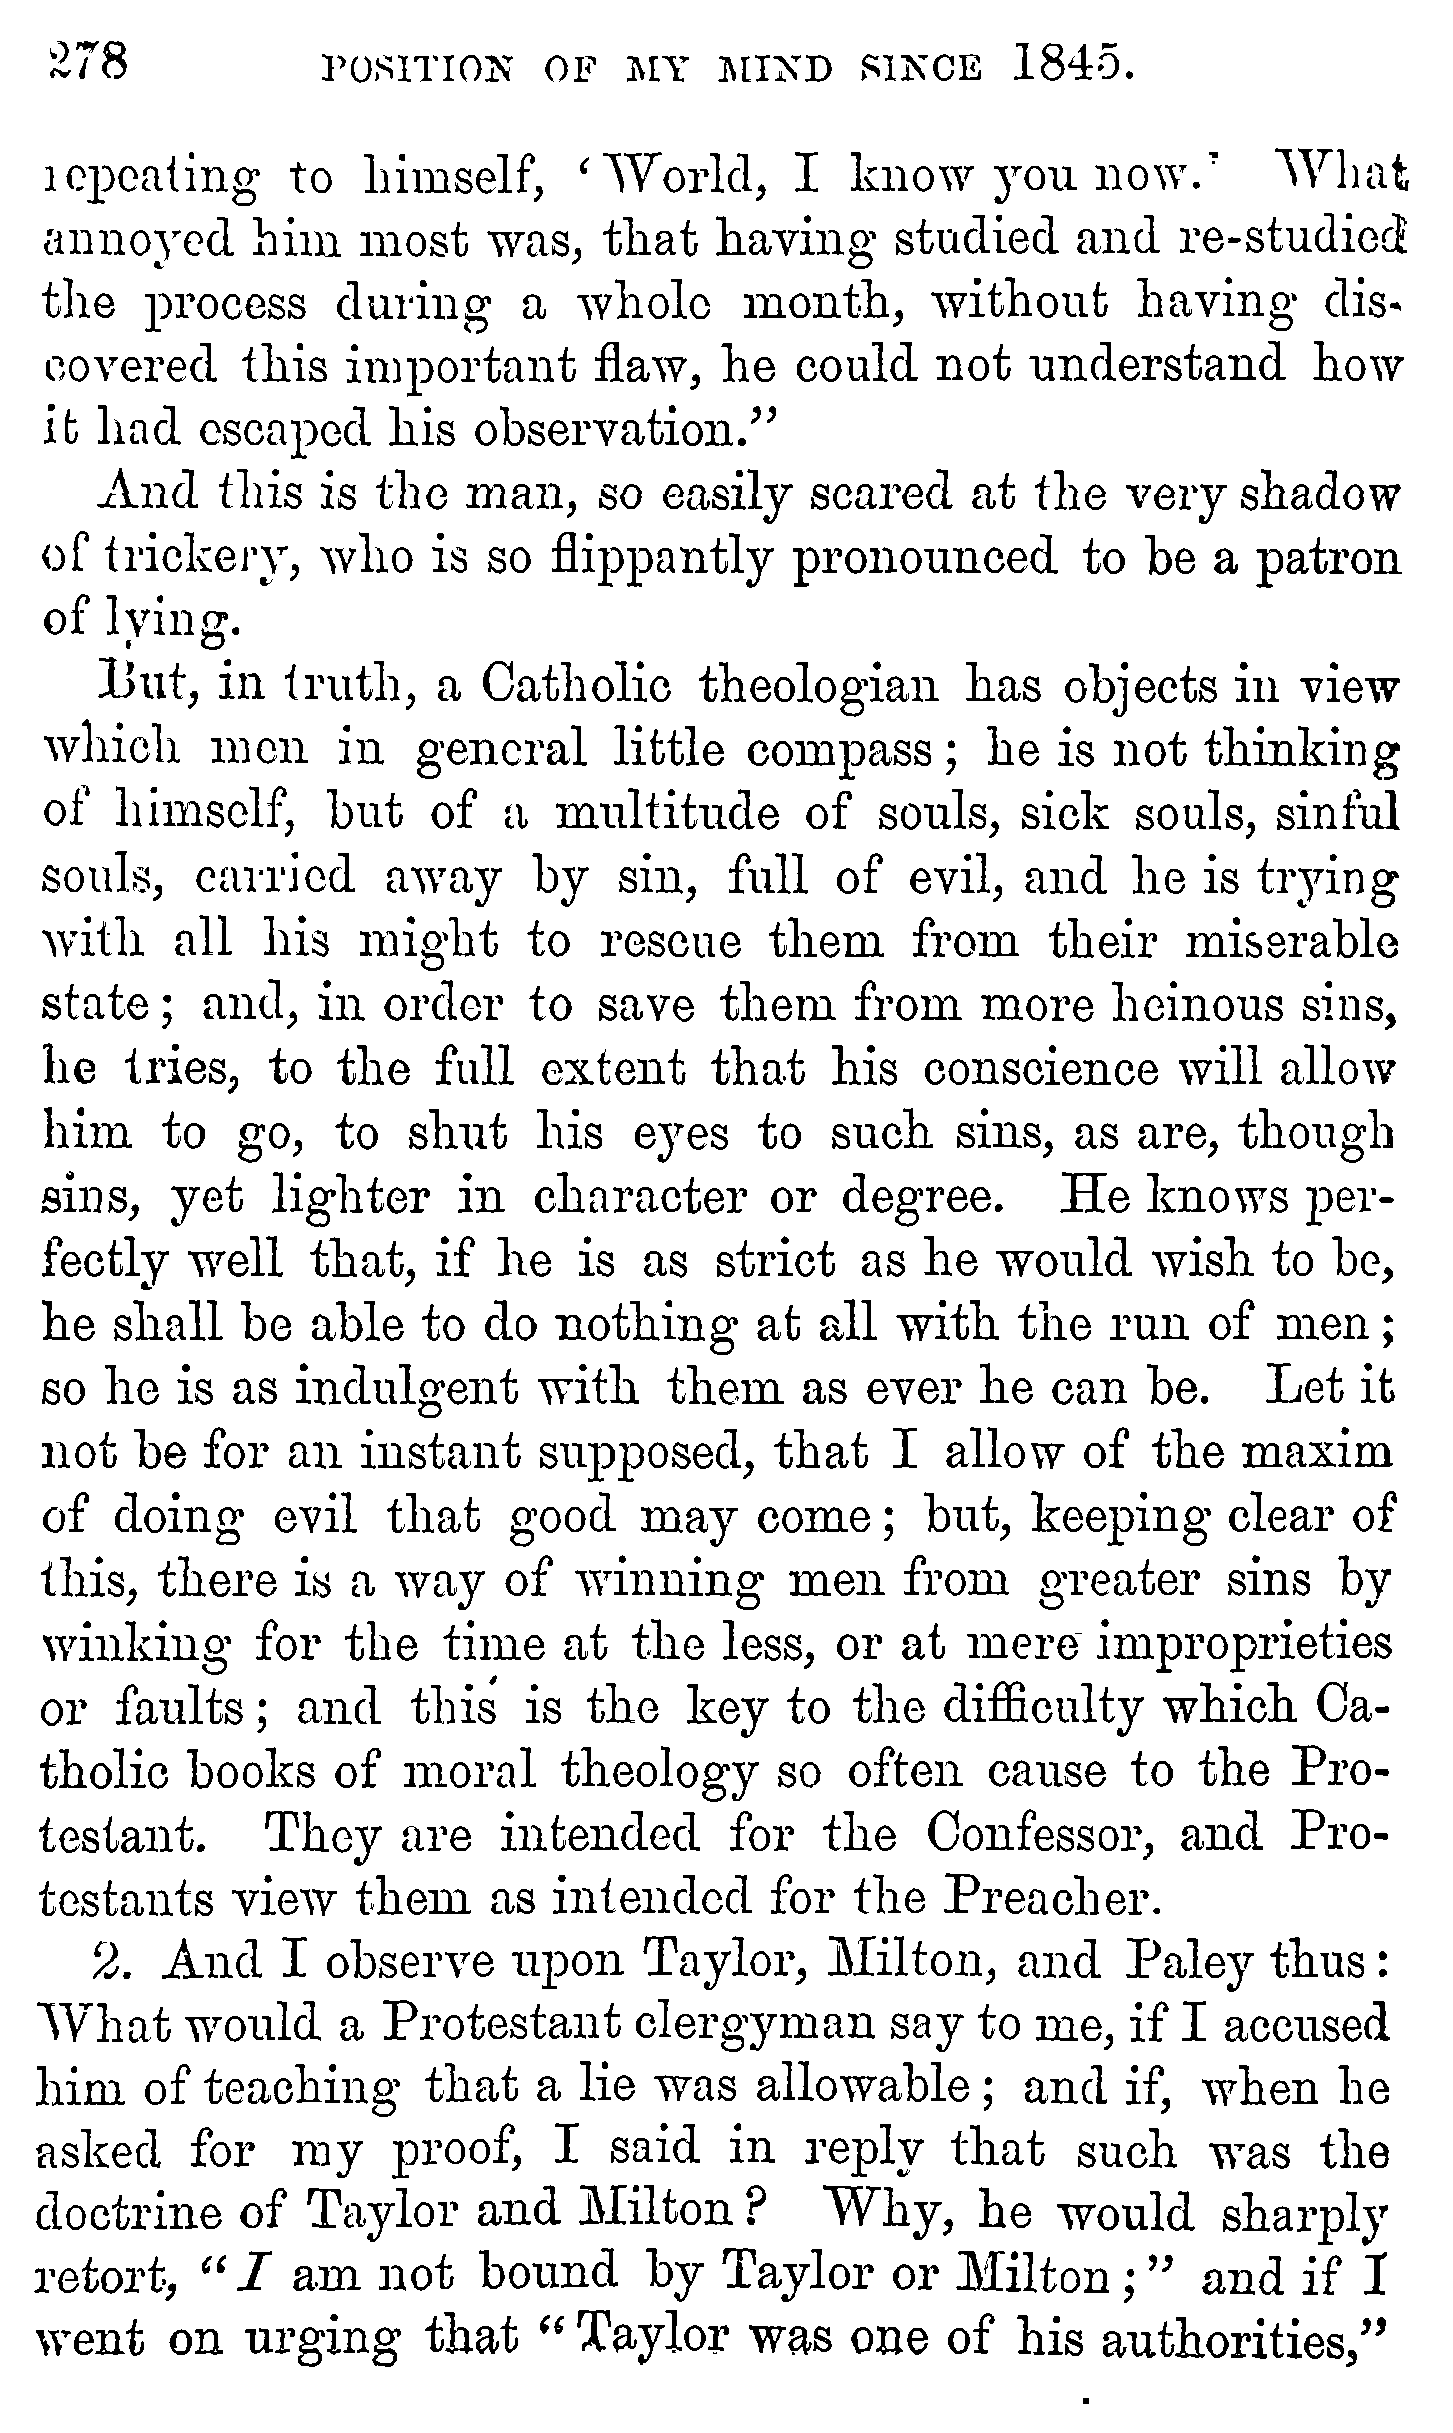 278 POSITION OF MY MIND SINCE 1845.
repeating to himself, ‘World, I know you now.’ What
annoyed him most was, that having studied and re-studied
the process during a whole month, without having dis-
covered this important flaw, he could not understand how
it had escaped his observation.”
And this is the man, so easily scared at the very shadow
of trickery, who is so flippantly pronounced to be a patron
of lying.
But, in truth, a Catholic theologian has objects in view
which men in general little compass; he is not thinking
of himself, but of a multitude of souls, sick souls, sinful
souls, carried away by sin, full of evil, and he is trying
with all his might to rescue them from their miserable
state; and, in order to save them from more heinous sins,
he tries, to the full extent that his conscience will allow
him to go, to shut his eyes to such sins, as are, though
sins, yet lighter in character or degree. He knows per-
fectly well that, if he is as strict as he would wish to be,
he shall be able to do nothing at all with the run of men;
so he is as indulgent with them as ever he can be. Let it
not be for an instant supposed, that I allow of the maxim
of doing evil that good may come; but, keeping clear of
this, there is a way of winning men from greater sins by
winking for the time at the less, or at mere improprieties
or faults; and this is the key to the difficulty which Ca-
tholic books of moral theology so often cause to the Pro-
testant. They are intended for the Confessor, and Pro-
testants view them as intended for the Preacher.
2. And I observe upon Taylor, Milton, and Paley thus:
What would a Protestant clergyman say to me, if I accused
him of teaching that a lie was allowable; and if, when he
asked for my proof, I said in reply that such was the
doctrine of Taylor and Milton? Why, he would sharply
retort, “I am not bound by Taylor or Milton;” and if I
went on urging that “Taylor was one of his authorities,”